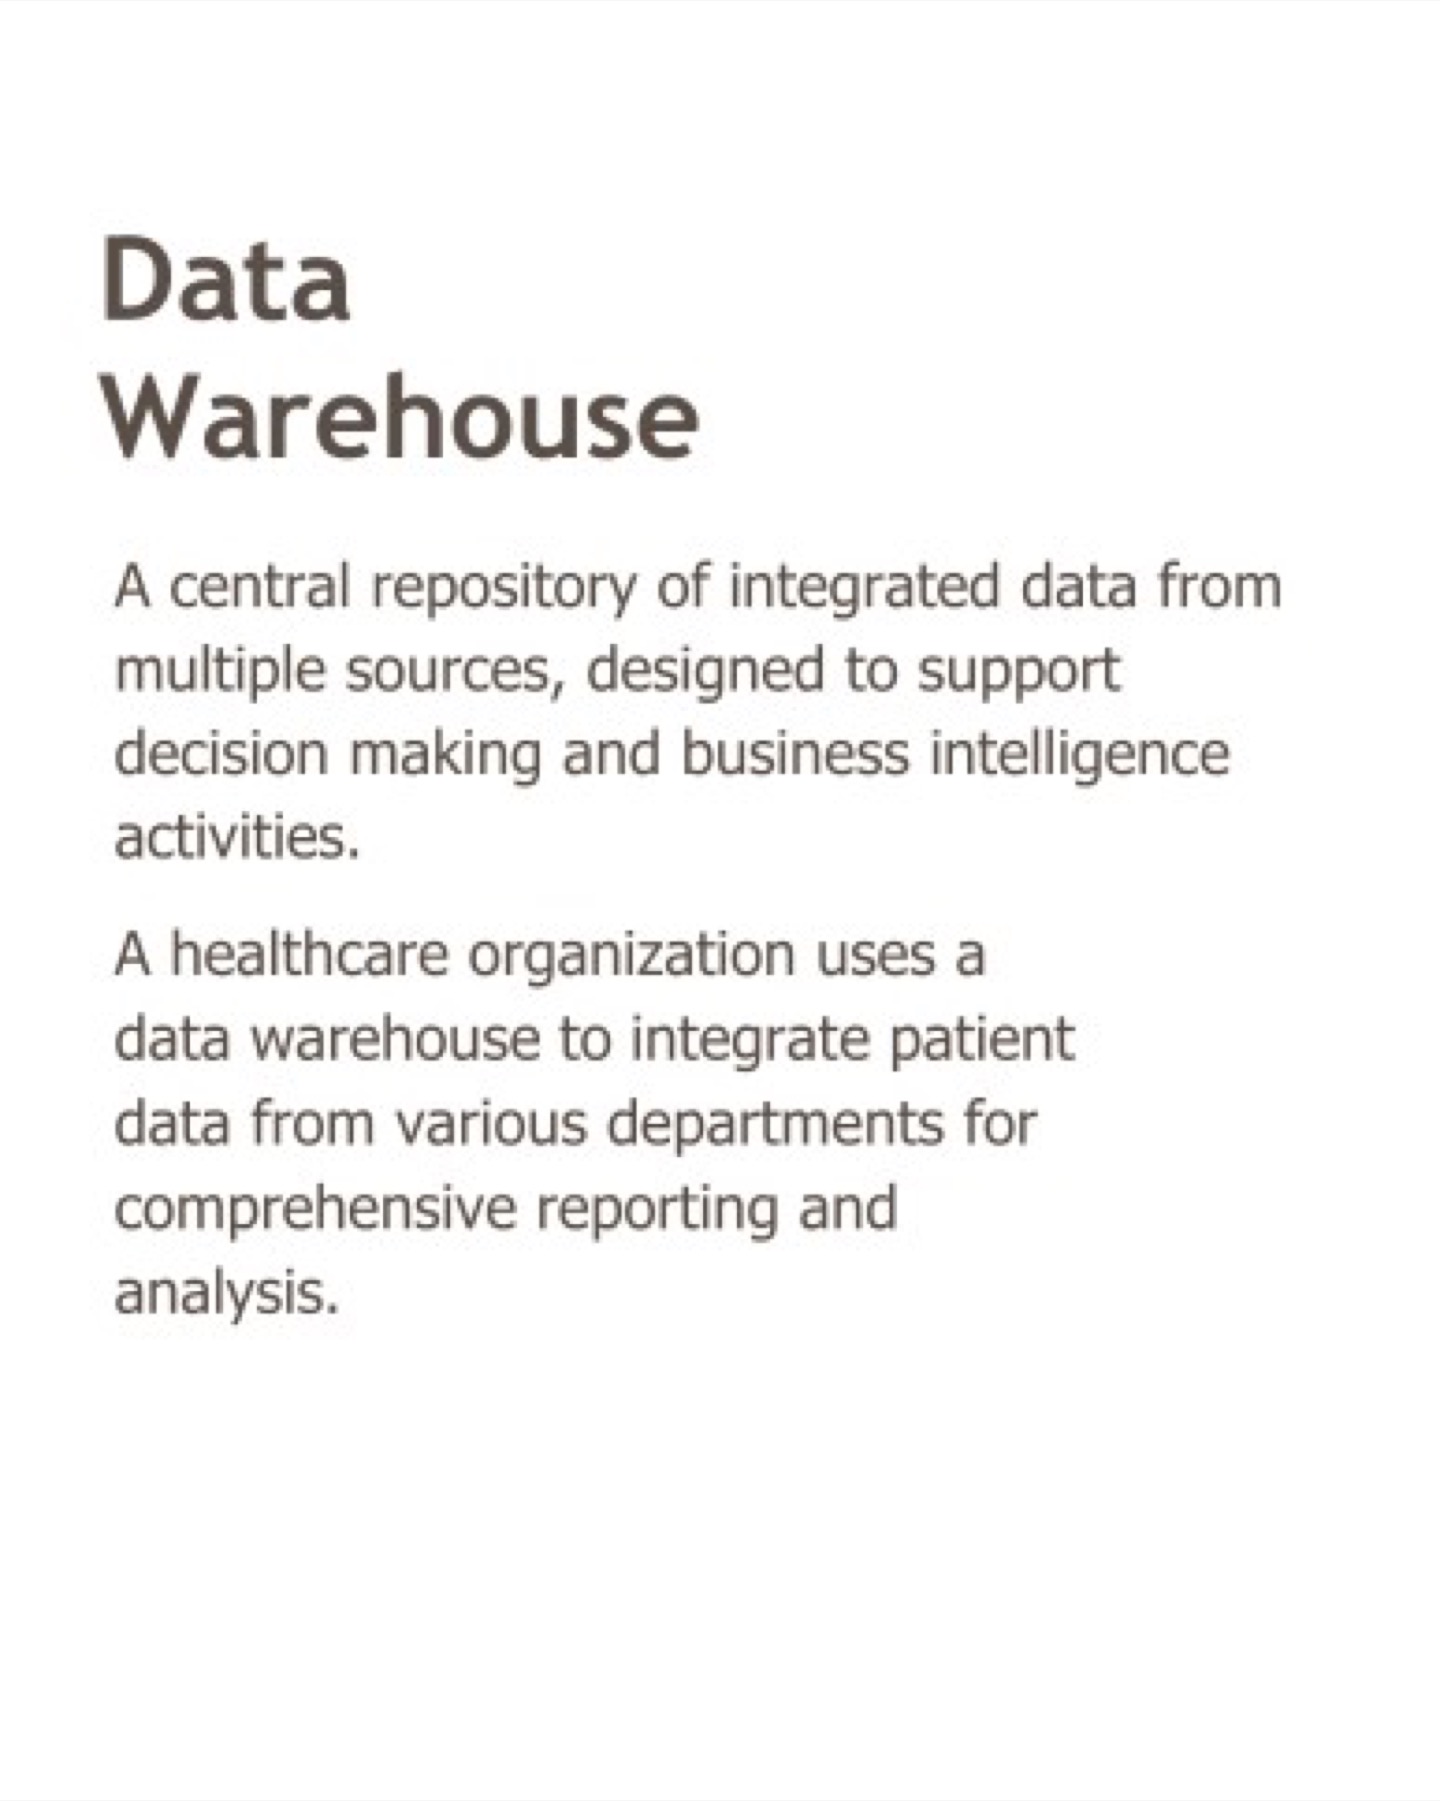 Data
Warehouse
A central repository of integrated data from
multiple sources, designed to support
decision making and business intelligence
activities.
A healthcare organization uses a
data warehouse to integrate patient
data from various departments for
comprehensive reporting and
analysis.